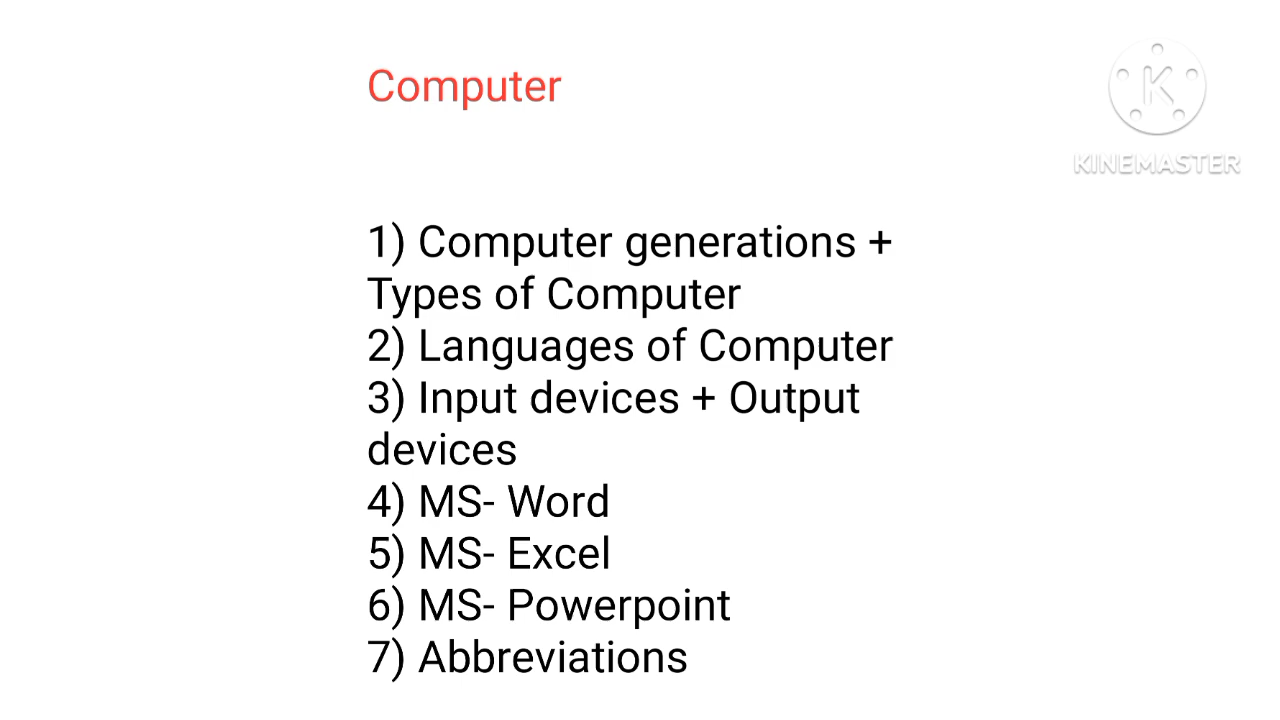 Computer
KINEMASTER
1) Computer generations +
Types of Computer
2) Languages of Computer
3) Input devices + Output
devices
4) MS- Word
5) MS- Excel
6) MS- Powerpoint
7) Abbreviations